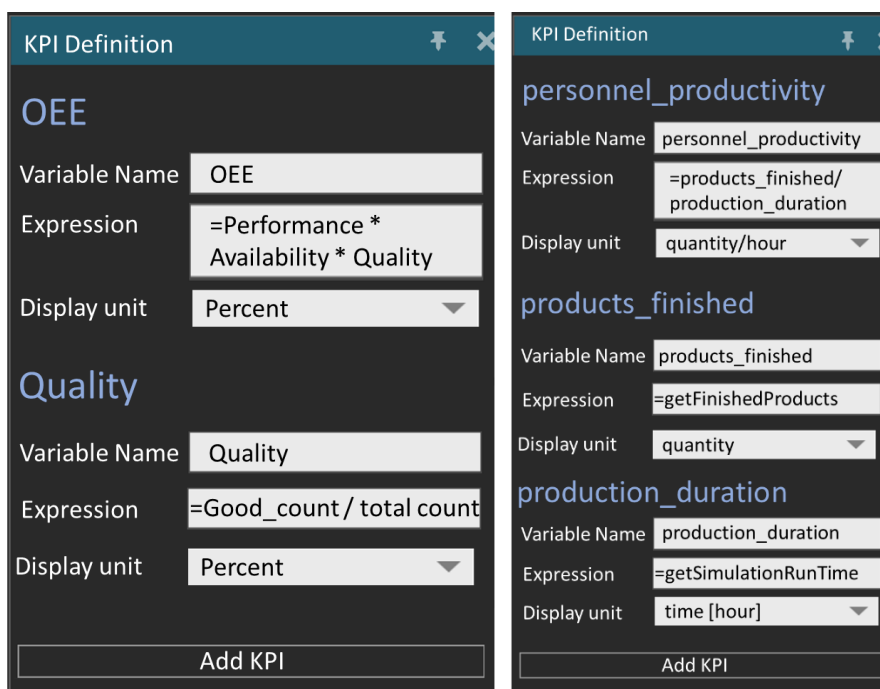 KPI Definition
OEE
Variable Name OEE
Expression =Performance *
Availability * Quality
Display unit Percent
Quality
Variable Name Quality
Expression =Good_count / total count
Display unit Percent
Add KPI
KPI Definition
personnel_productivity
Variable Name personnel_productivity
Expression =products_finished/
production_duration
Display unit quantity/hour
products_finished
Variable Name products_finished
Expression =getFinishedProducts
Display unit quantity
production_duration
Variable Name production_duration
Expression =getSimulationRunTime
Display unit time [hour]
Add KPI